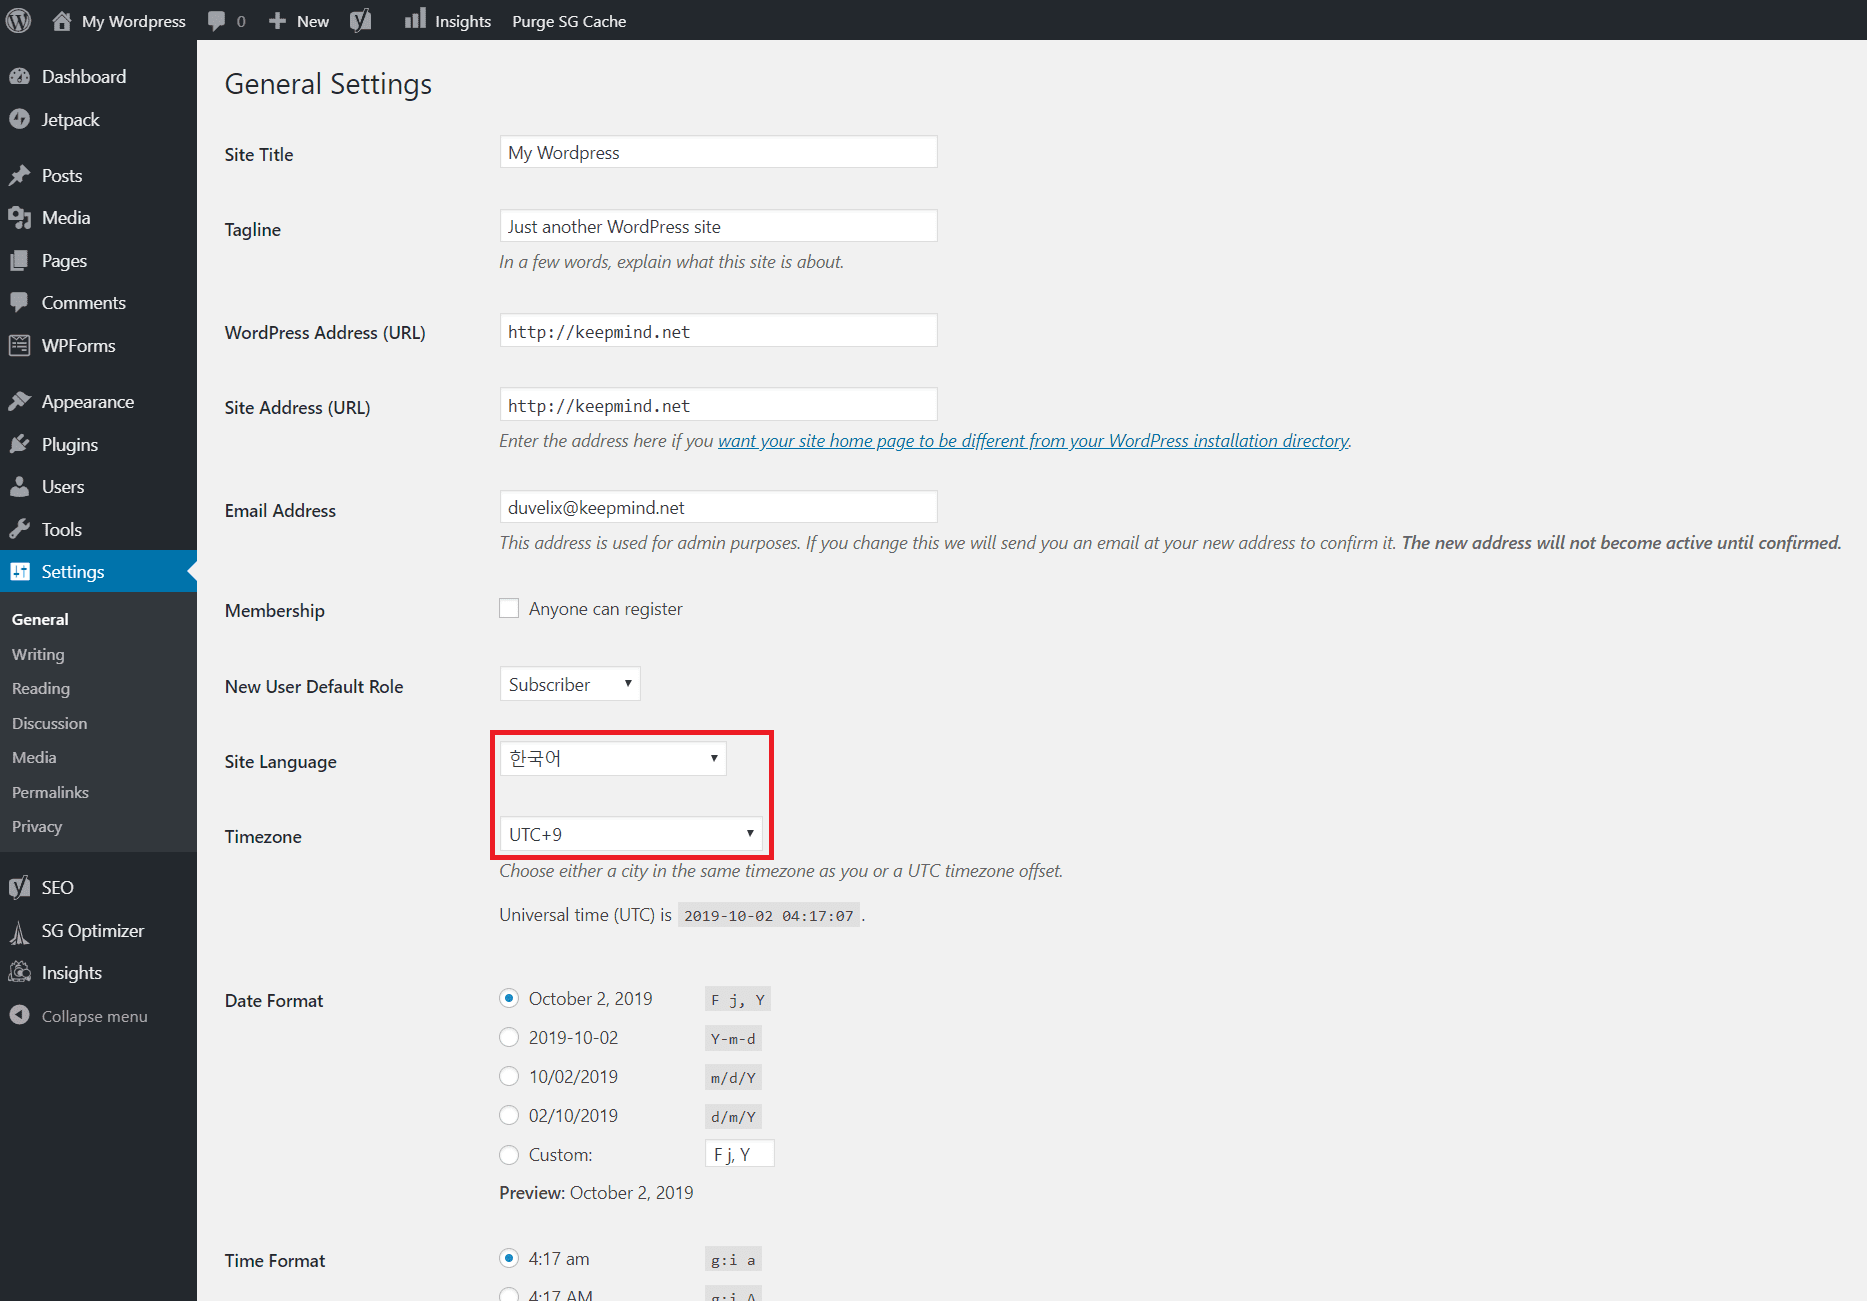 My Wordpress 0 New Insights Purge SG Cache
Dashboard
Jetpack
Posts
Media
Pages
Comments
WPForms
Appearance
Plugins
Users
Tools
Settings
General
Writing
Reading
Discussion
Media
Permalinks
Privacy
SEO
SG Optimizer
Insights
Collapse menu
General Settings
Site Title My Wordpress
Tagline Just another WordPress site
In a few words, explain what this site is about.
WordPress Address (URL) http://keepmind.net
Site Address (URL) http://keepmind.net
Enter the address here if you want your site home page to be different from your WordPress installation directory.
Email Address duvelix@keepmind.net
This address is used for admin purposes. If you change this we will send you an email at your new address to confirm it. The new address will not become active until confirmed.
Membership Anyone can register
New User Default Role Subscriber
Site Language 한국어
Timezone UTC+9
Choose either a city in the same timezone as you or a UTC timezone offset.
Universal time (UTC) is 2019-10-02 04:17:07 .
Date Format October 2, 2019 F j, Y
2019-10-02 Y-m-d
10/02/2019 m/d/Y
02/10/2019 d/m/Y
Custom: F j, Y
Preview: October 2, 2019
Time Format 4:17 am g:i a
4:17 AM g:i A